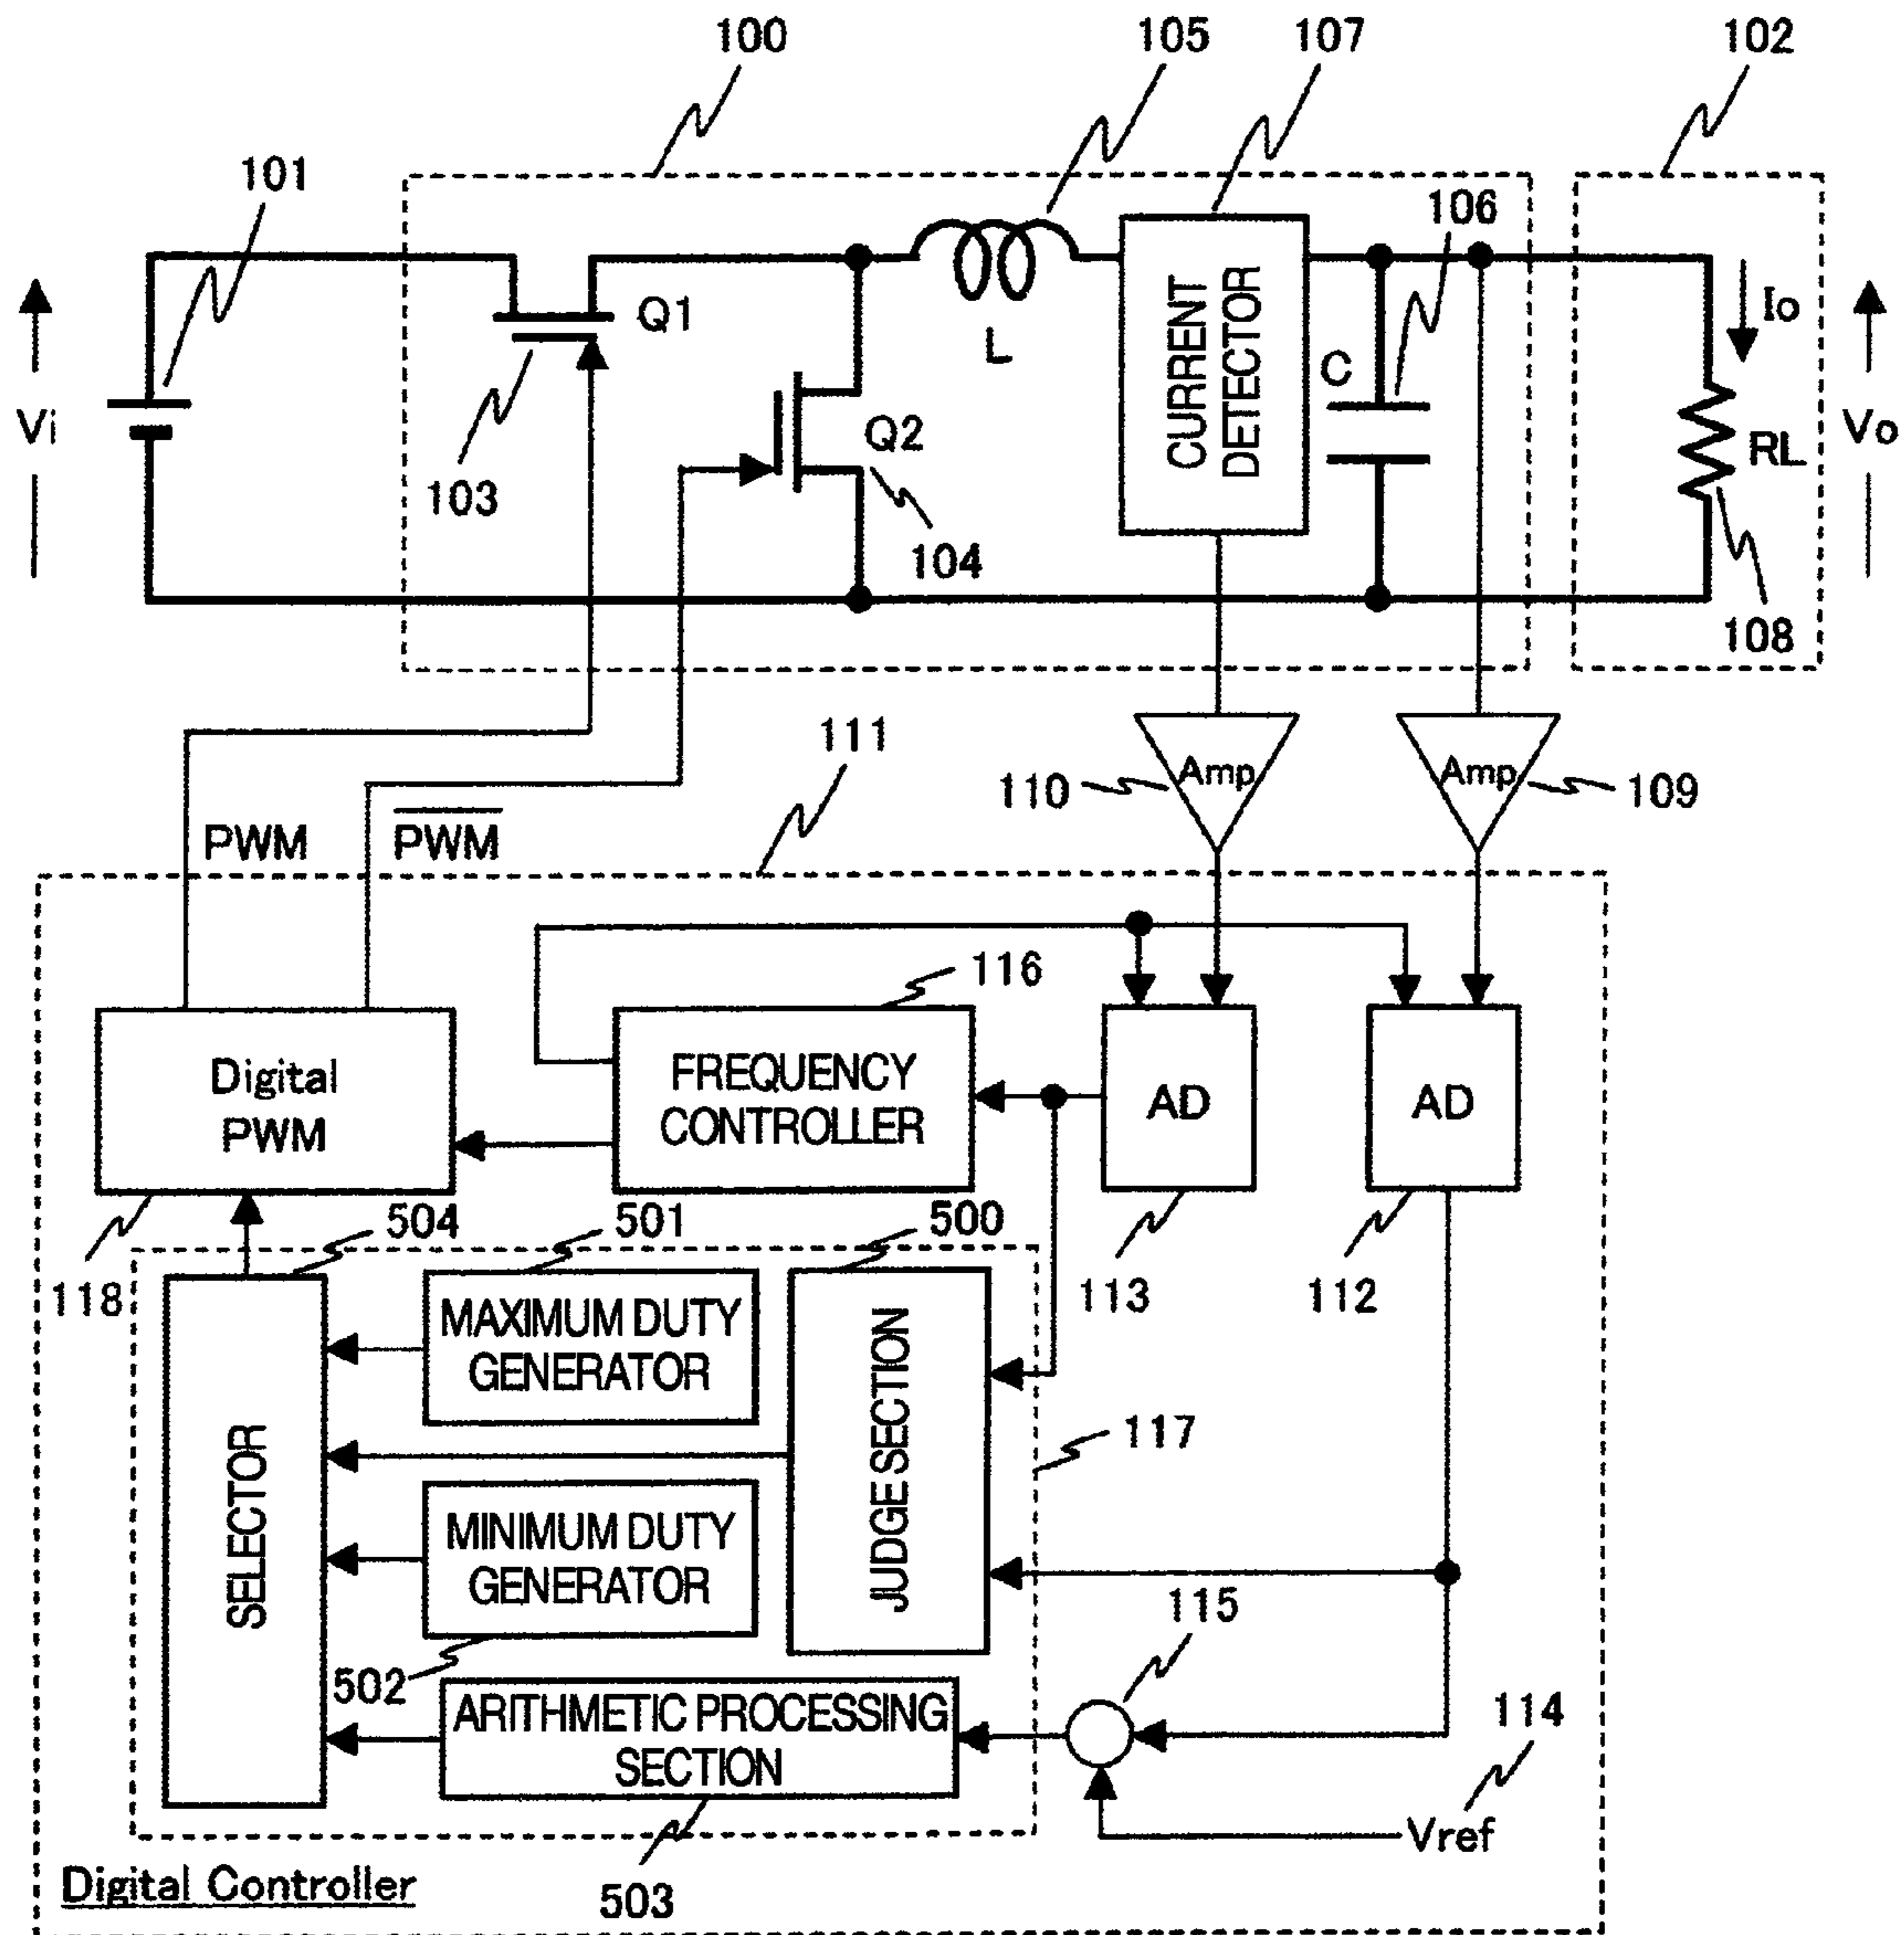 100
105
107
102
101
106
Q1
Io
L
CURRENT
DETECTOR
C
Vi
Q2
RL
Vo
103
104
108
111
Amp
110
Amp
109
PWM
PWM
116
Digital
PWM
FREQUENCY
CONTROLLER
AD
AD
504
501
500
118
113
112
MAXIMUM DUTY
GENERATOR
JUDGE SECTION
117
SELECTOR
MINIMUM DUTY
GENERATOR
115
502
ARITHMETIC PROCESSING
SECTION
114
Vref
Digital Controller
503